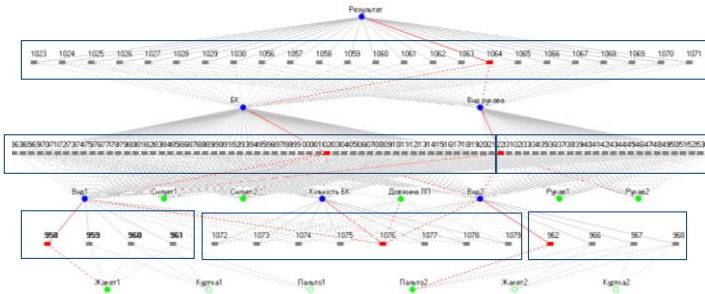 Результат
1023 1024 1025 1026 1027 1028 1029 1030 1056 1057 1058 1059 1060 1061 1062 1063 1064 1065 1066 1067 1068 1069 1070 1071
БК Вид рукава
Вид1 Силует1 Силует2 Кількість БК Довжина ЛП Вид2 Рукав1 Рукав2
958 959 960 961 1072 1073 1074 1075 1076 1077 1078 1079 962 966 967 968
Жакет1 Куртка1 Пальто1 Пальто2 Жакет2 Куртка2